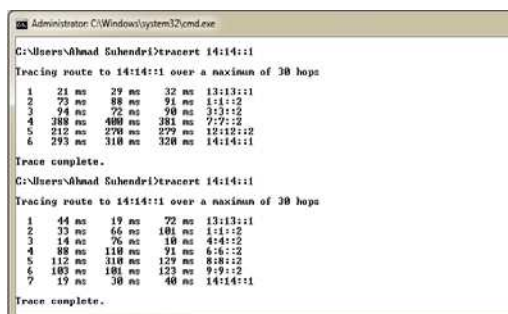 Administrator: C:\Windows\system32\cmd.exe
C:\Users\Ahmad Suhendri>tracert 14:14::1
Tracing route to 14:14::1 over a maximum of 30 hops
1 21 ms 29 ms 32 ms 13:13::1
2 73 ms 88 ms 91 ms 1:1::2
3 94 ms 72 ms 90 ms 3:3::2
4 388 ms 400 ms 381 ms 7:7::2
5 212 ms 270 ms 279 ms 12:12::2
6 293 ms 310 ms 320 ms 14:14::1
Trace complete.
C:\Users\Ahmad Suhendri>tracert 14:14::1
Tracing route to 14:14::1 over a maximum of 30 hops
1 44 ms 19 ms 72 ms 13:13::1
2 33 ms 66 ms 101 ms 1:1::2
3 14 ms 76 ms 10 ms 4:4::2
4 88 ms 110 ms 91 ms 6:6::2
5 112 ms 310 ms 129 ms 8:8::2
6 103 ms 101 ms 123 ms 9:9::2
7 19 ms 30 ms 40 ms 14:14::1
Trace complete.